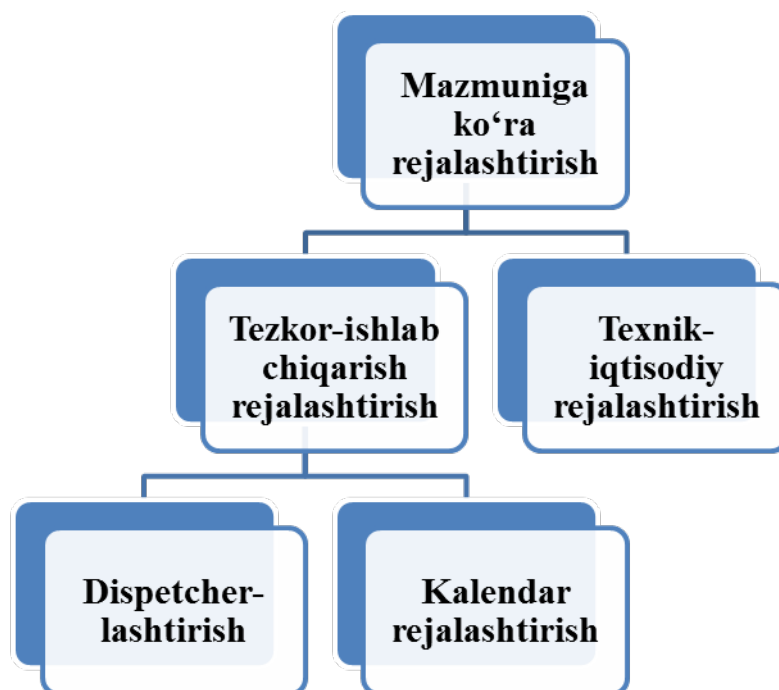 Mazmuniga
ko‘ra
rejalashtirish
Tezkor-ishlab
chiqarish
rejalashtirish
Texnik-
iqtisodiy
rejalashtirish
Dispetcher-
lashtirish
Kalendar
rejalashtirish